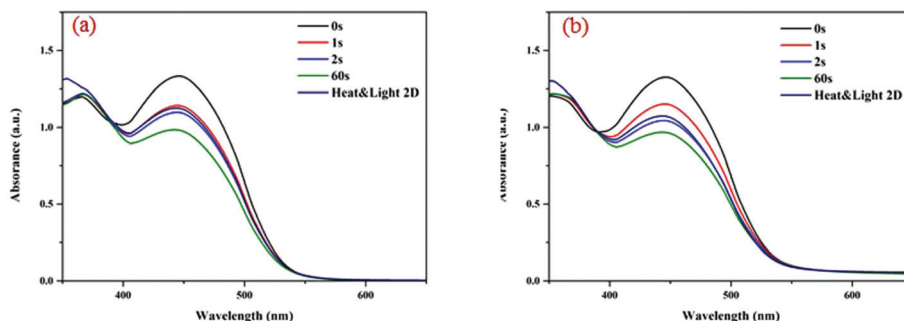 (a)
0s
1s
2s
60s
Heat&Light 2D
1.5
1.0
0.5
0.0
Absorance (a.u.)
400
500
600
Wavelength (nm)
(b)
0s
1s
2s
60s
Heat&Light 2D
1.5
1.0
0.5
0.0
Absorance (a.u.)
400
500
600
Wavelength (nm)